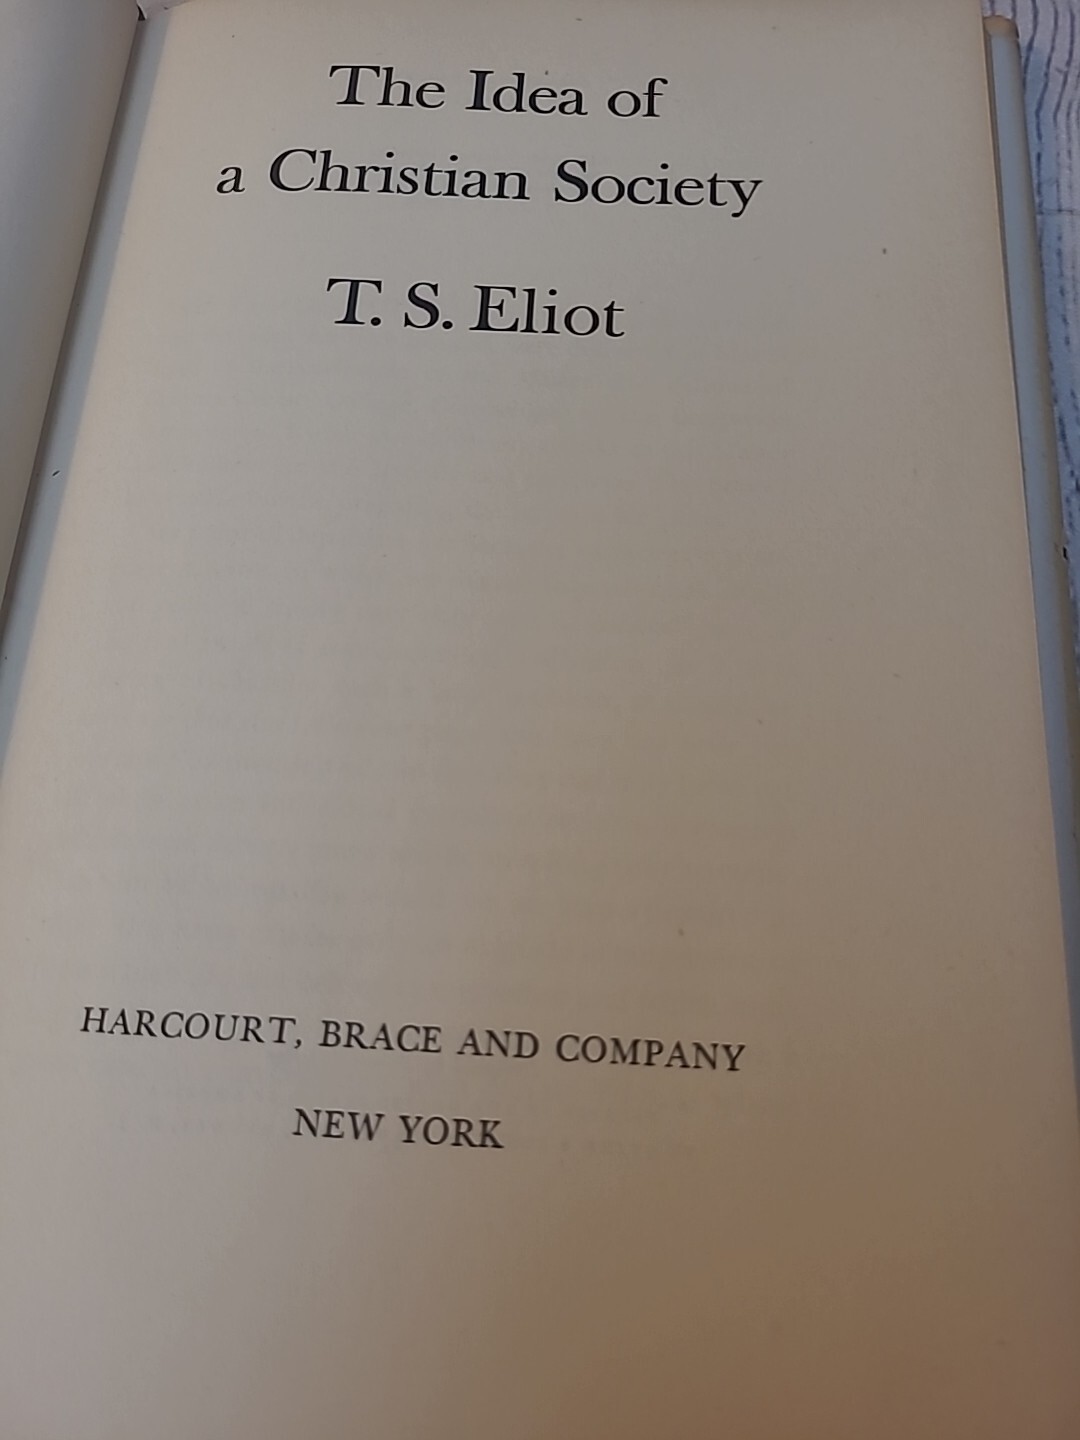 The Idea of
a Christian Society
T. S. Eliot
HARCOURT, BRACE AND COMPANY
NEW YORK